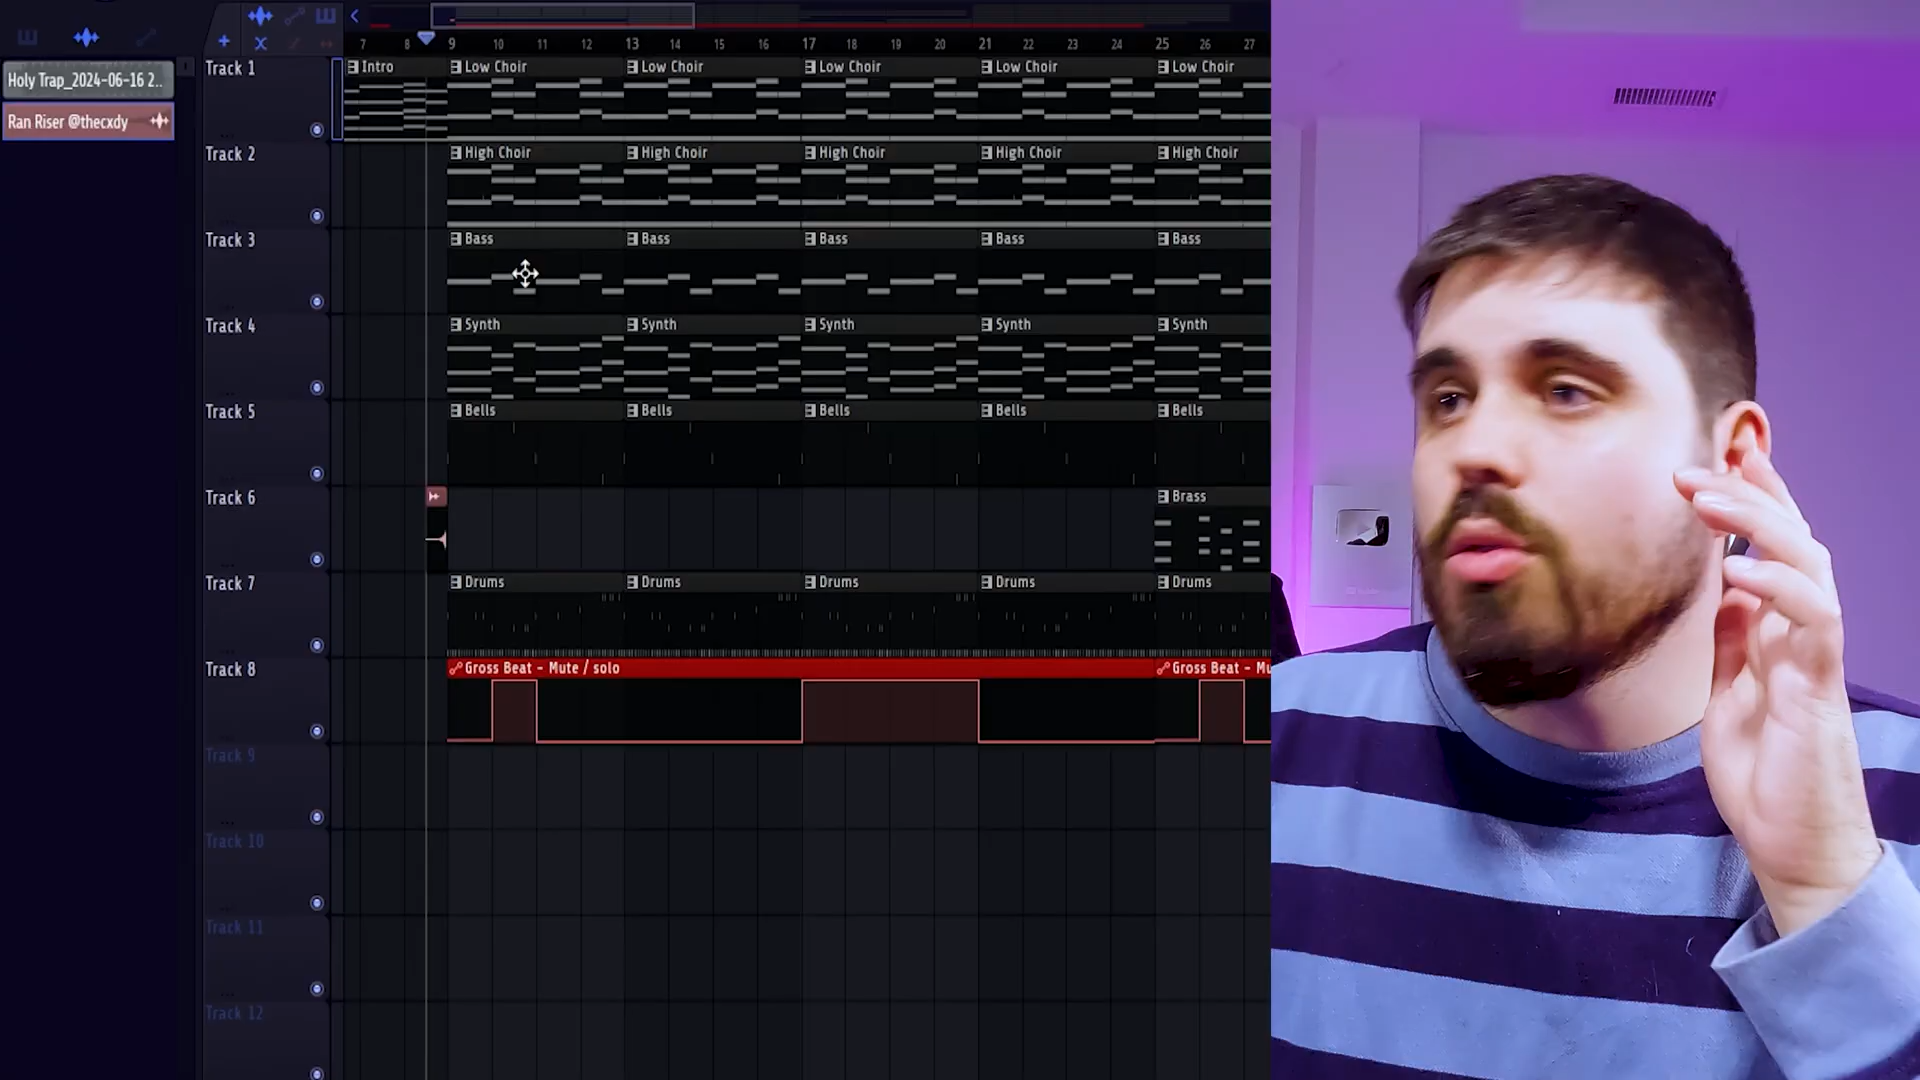 7 8 9 10 11 12 13 14 15 16 17 18 19 20 21 22 23 24 25 26 27
Holy Trap_2024-06-16 2..
Ran Riser @thecxdy
Track 1
Intro
Low Choir Low Choir Low Choir Low Choir Low Choir
Track 2
High Choir High Choir High Choir High Choir High Choir
Track 3
Bass Bass Bass Bass Bass
Track 4
Synth Synth Synth Synth Synth
Track 5
Bells Bells Bells Bells Bells
Track 6
Brass
Track 7
Drums Drums Drums Drums Drums
Track 8
Gross Beat - Mute / solo Gross Beat - Mu
Track 9
Track 10
Track 11
Track 12